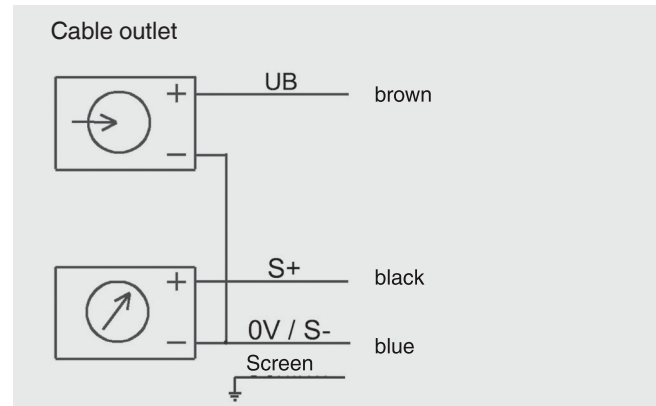 Cable outlet
+ UB brown
−
+ S+ black
− 0V / S- blue
Screen